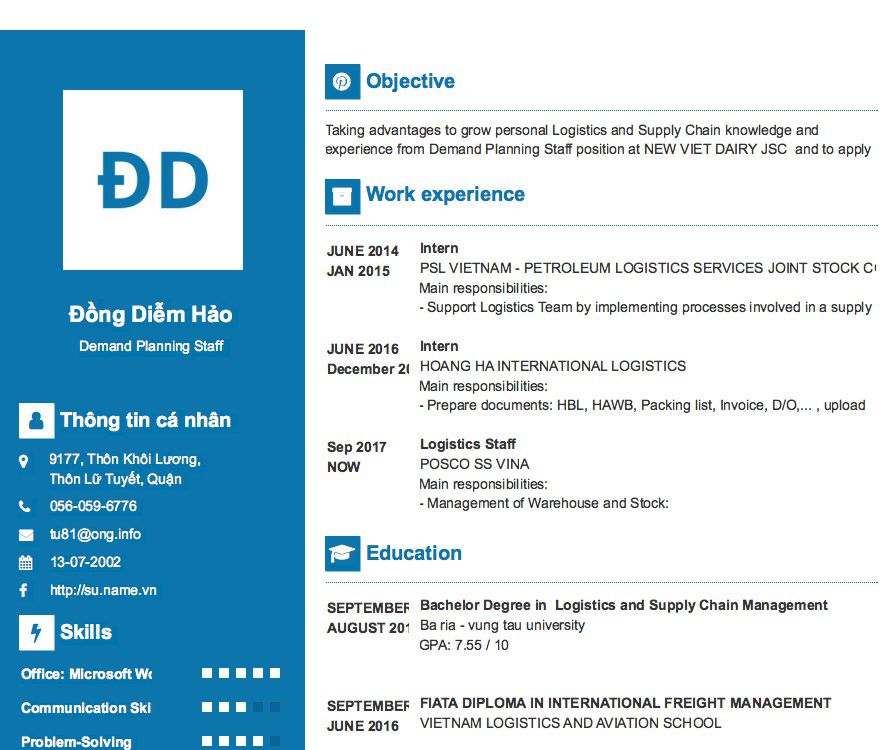 ĐD
Đồng Diễm Hảo
Demand Planning Staff
Thông tin cá nhân
9177, Thôn Khôi Lương,
Thôn Lữ Tuyết, Quận
056-059-6776
tu81@ong.info
13-07-2002
http://su.name.vn
Skills
Office: Microsoft
Communication
Problem-Solving
Objective
Taking advantages to grow personal Logistics and Supply Chain knowledge and
experience from Demand Planning Staff position at NEW VIET DAIRY JSC and to apply
Work experience
JUNE 2014
JAN 2015
Intern
PSL VIETNAM - PETROLEUM LOGISTICS SERVICES JOINT STOCK
Main responsibilities:
- Support Logistics Team by implementing processes involved in a supply
JUNE 2016
December
Intern
HOANG HA INTERNATIONAL LOGISTICS
Main responsibilities:
- Prepare documents: HBL, HAWB, Packing list, Invoice, D/O,... , upload
Sep 2017
NOW
Logistics Staff
POSCO SS VINA
Main responsibilities:
- Management of Warehouse and Stock:
Education
SEPTEMBER
AUGUST
Bachelor Degree in Logistics and Supply Chain Management
Ba ria - vung tau university
GPA: 7.55 / 10
SEPTEMBER
JUNE 2016
FIATA DIPLOMA IN INTERNATIONAL FREIGHT MANAGEMENT
VIETNAM LOGISTICS AND AVIATION SCHOOL